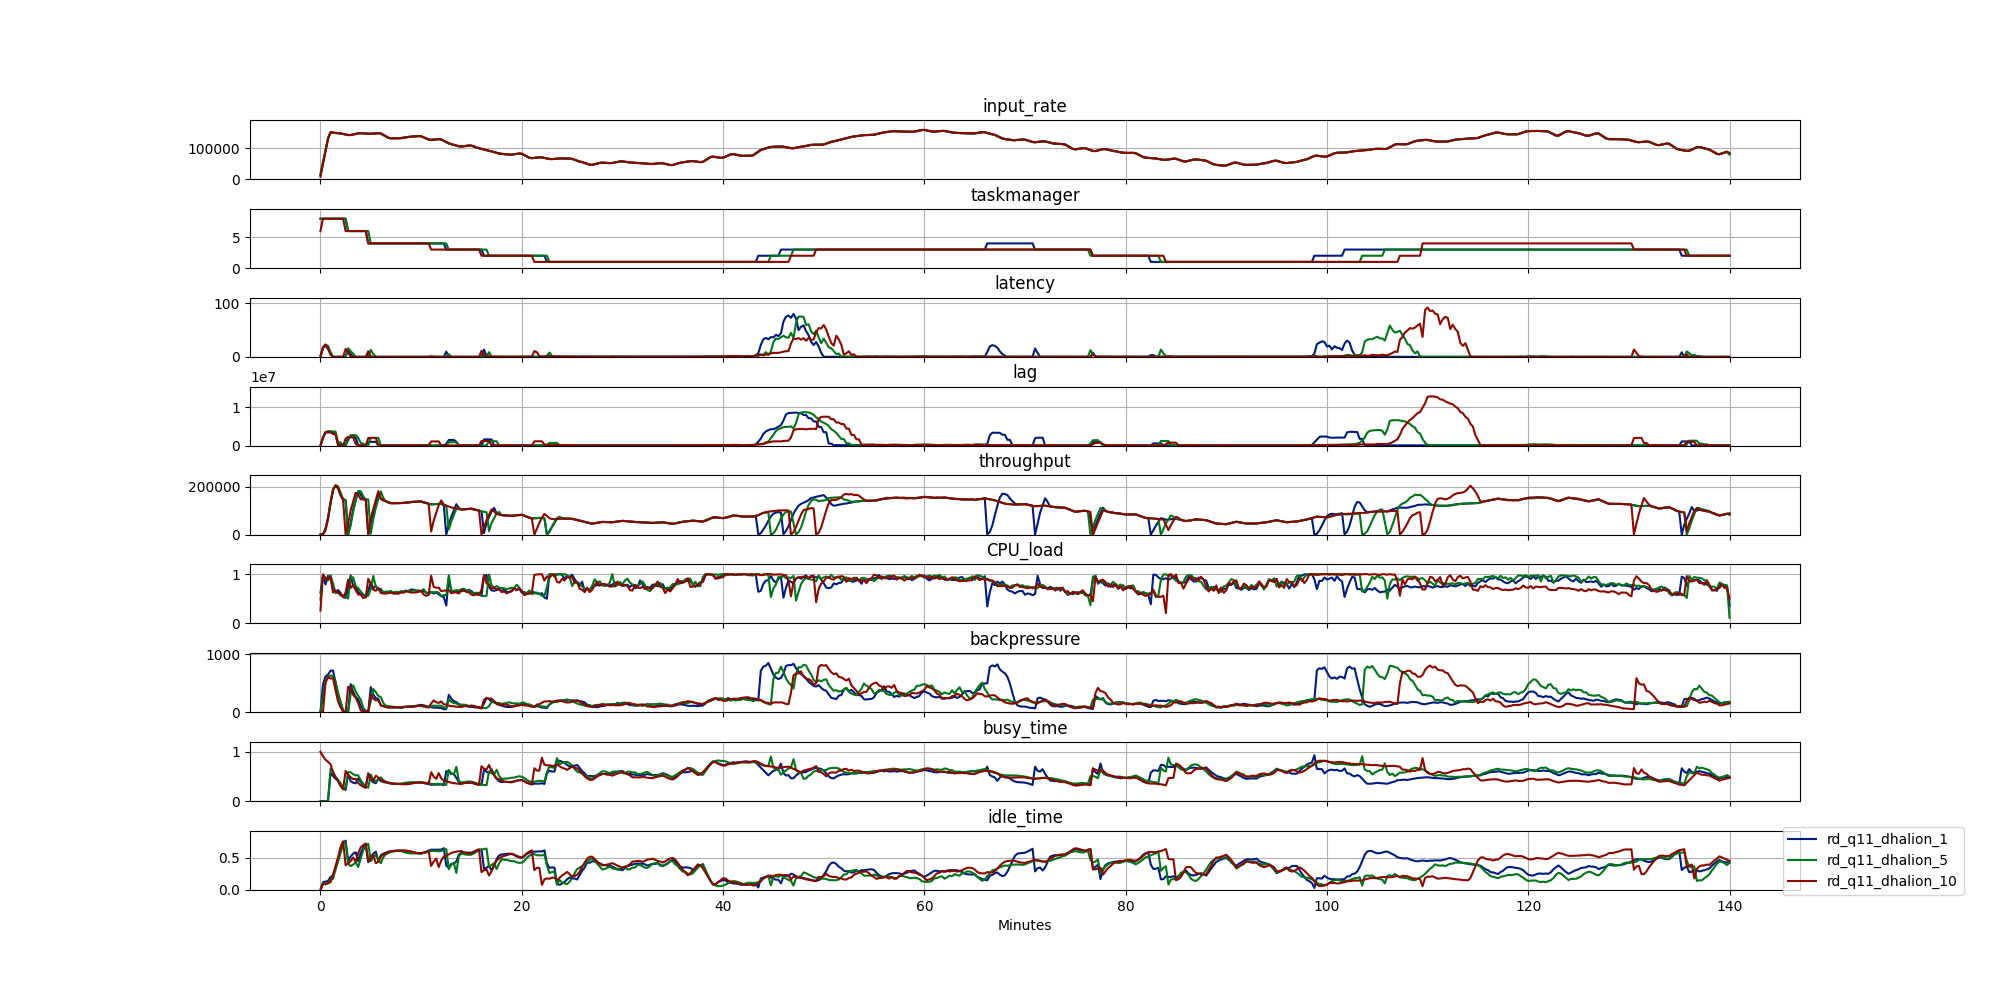 input_rate
100000
0
taskmanager
5
0
latency
100
0
1e7
lag
1
0
throughput
200000
0
CPU_load
1
0
backpressure
1000
0
busy_time
1
0
idle_time
0.5
0.0
rd_q11_dhalion_1
rd_q11_dhalion_5
rd_q11_dhalion_10
0 20 40 60 80 100 120 140
Minutes